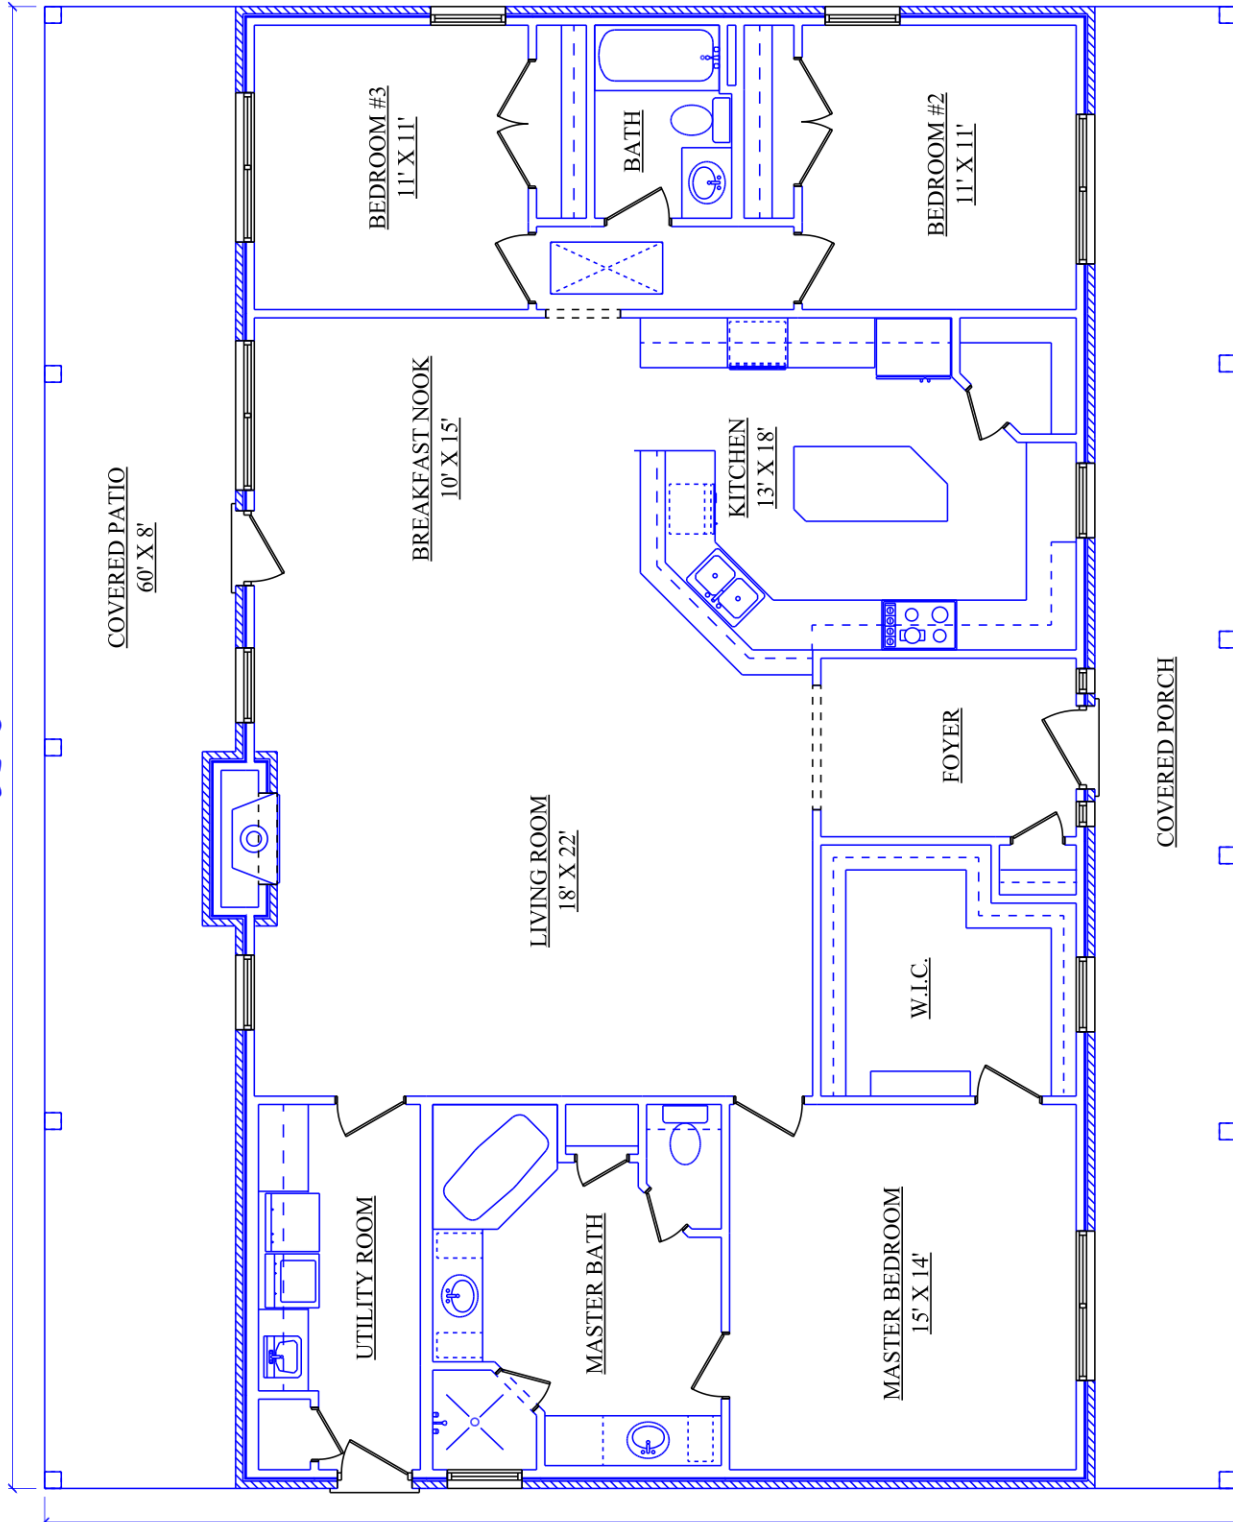 COVERED PATIO
60' X 8'
BEDROOM #3
11' X 11'
BATH
BEDROOM #2
11' X 11'
BREAKFAST NOOK
10' X 15'
KITCHEN
13' X 18'
LIVING ROOM
18' X 22'
FOYER
COVERED PORCH
W.I.C.
UTILITY ROOM
MASTER BATH
MASTER BEDROOM
15' X 14'